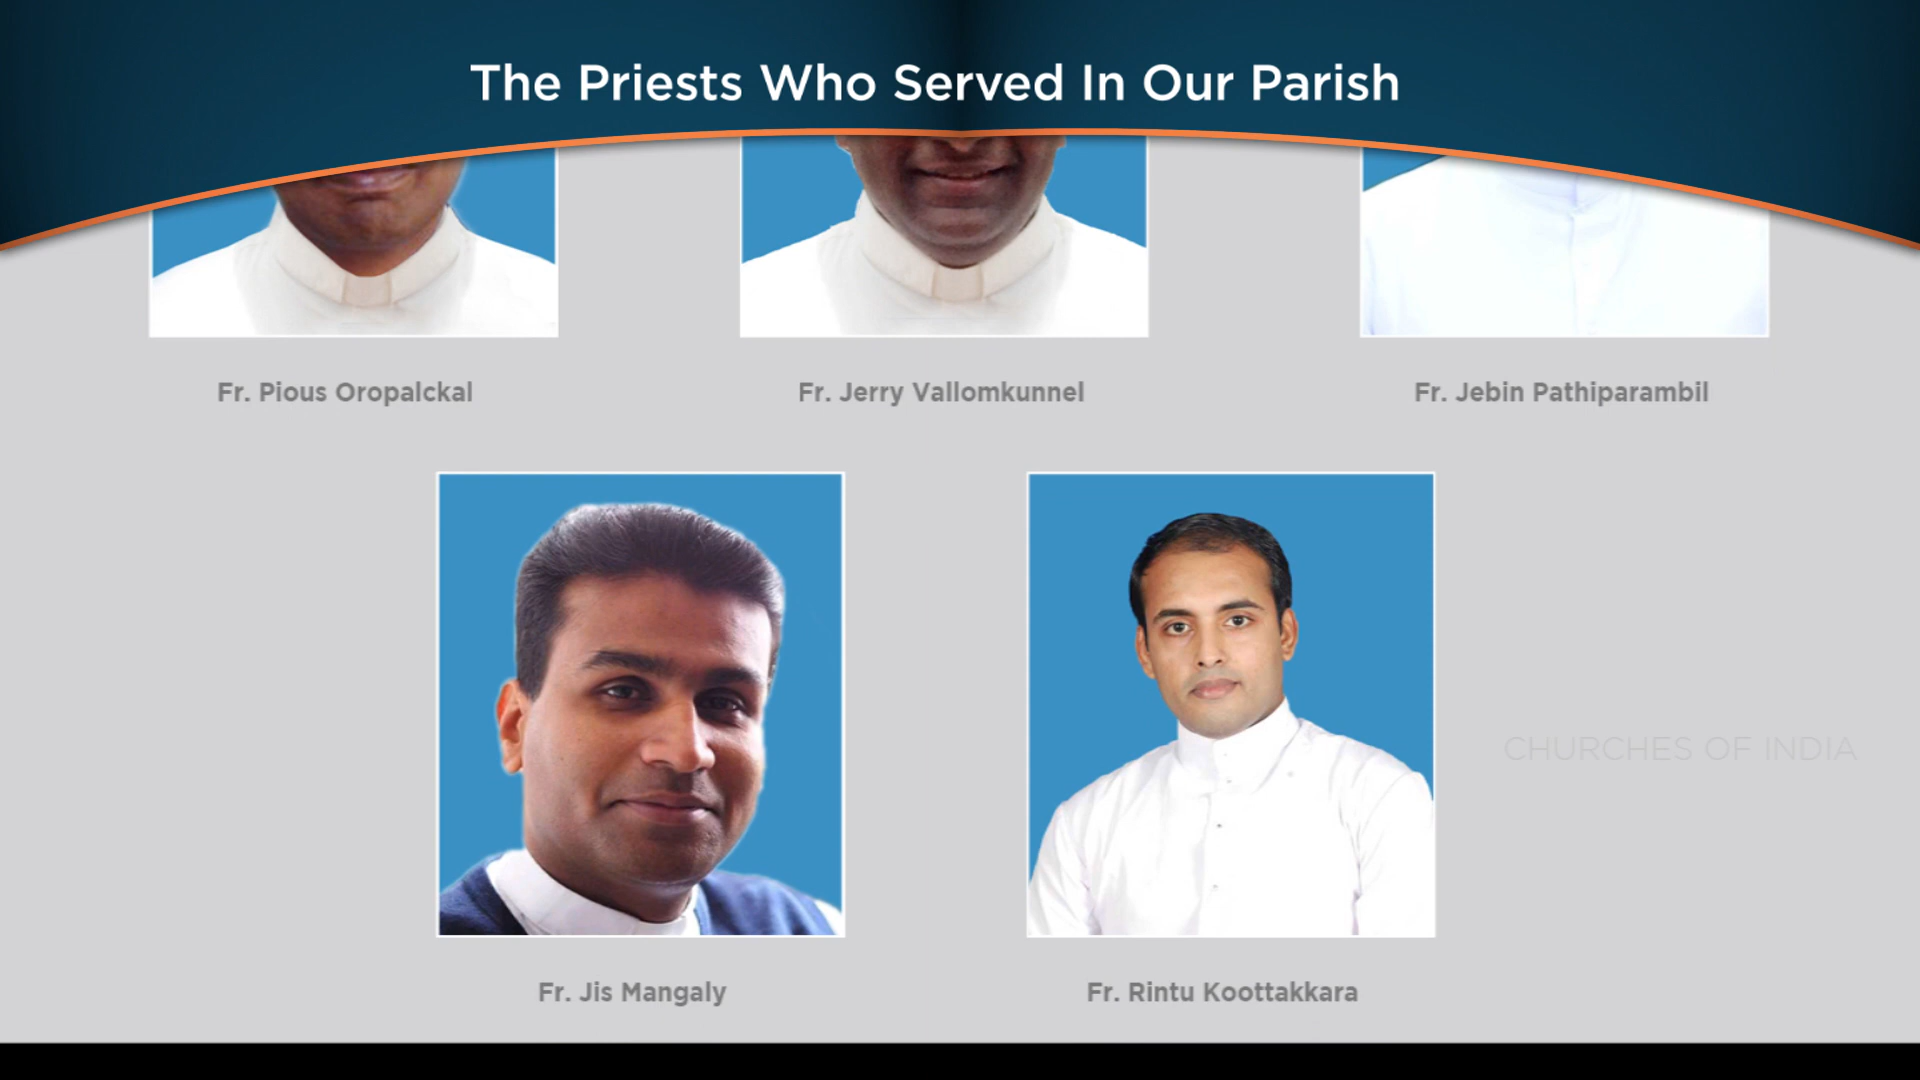 The Priests Who Served In Our Parish
Fr. Pious Oropalckal
Fr. Jerry Vallomkunnel
Fr. Jebin Pathiparambil
CHURCHES OF INDIA
Fr. Jis Mangaly
Fr. Rintu Koottakkara